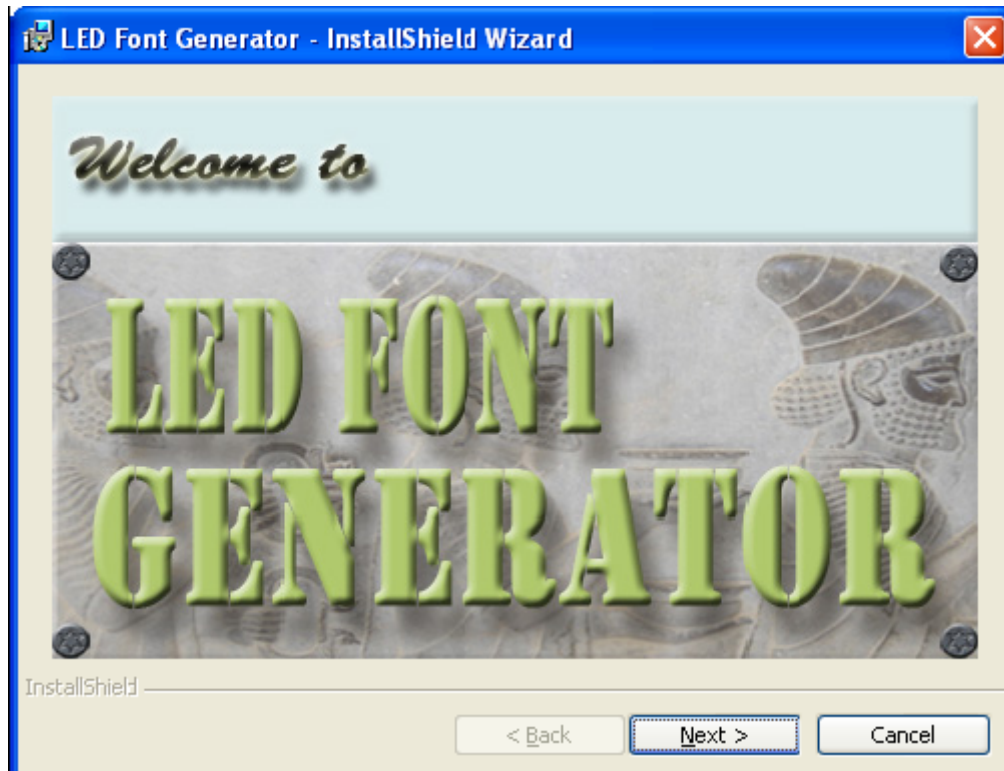 LED Font Generator - InstallShield Wizard
Welcome to
LED FONT
GENERATOR
InstallShield
< Back
Next >
Cancel